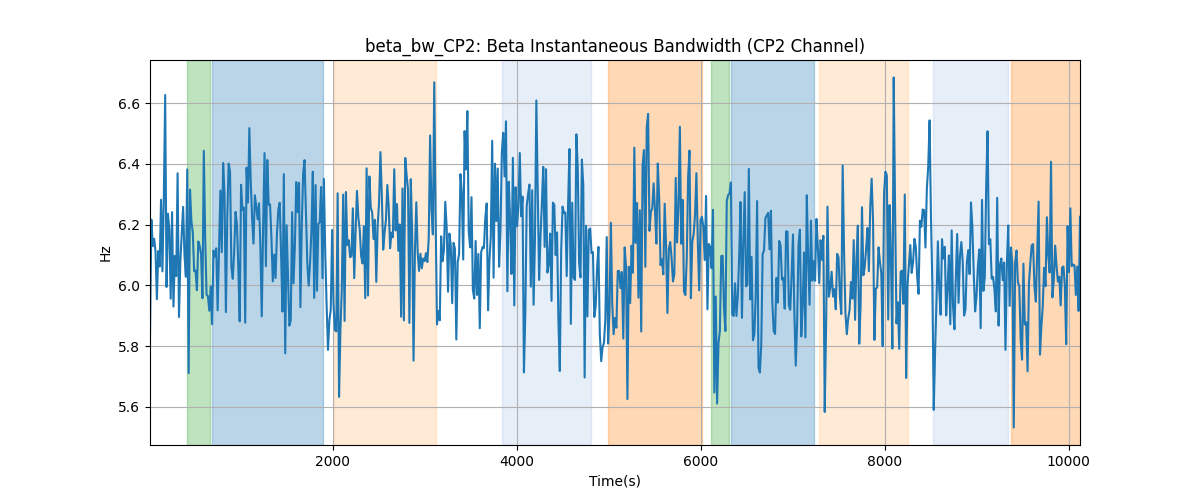 beta_bw_CP2: Beta Instantaneous Bandwidth (CP2 Channel)
Hz
6.6
6.4
6.2
6.0
5.8
5.6
2000 4000 6000 8000 10000
Time(s)